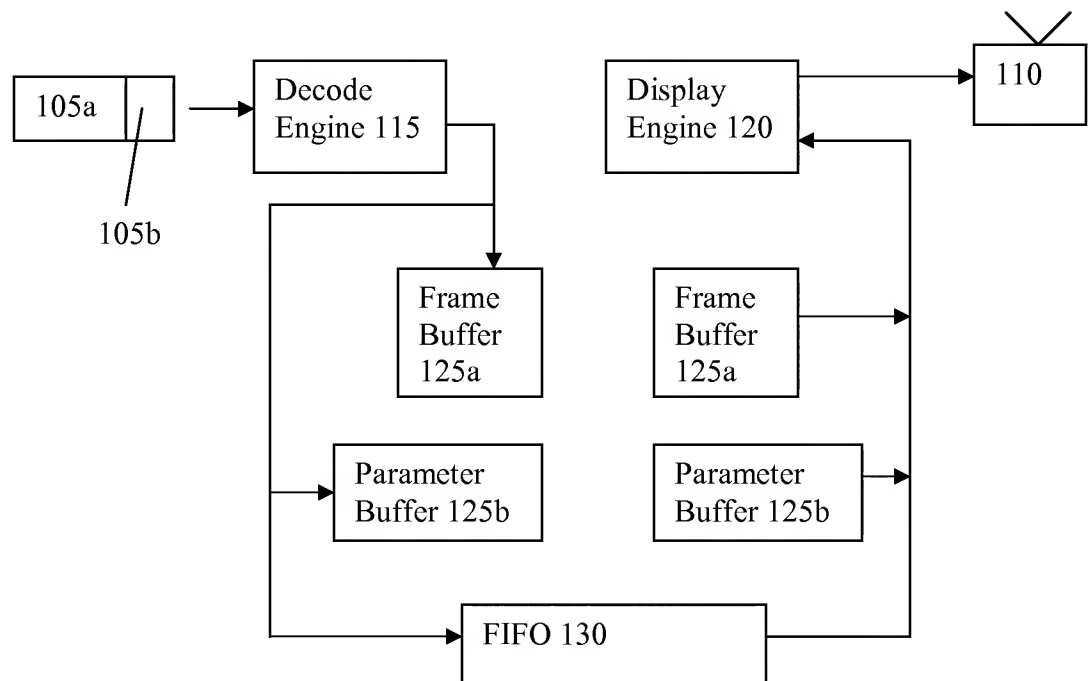 105a
105b
Decode
Engine 115
Display
Engine 120
110
Frame
Buffer
125a
Frame
Buffer
125a
Parameter
Buffer 125b
Parameter
Buffer 125b
FIFO 130